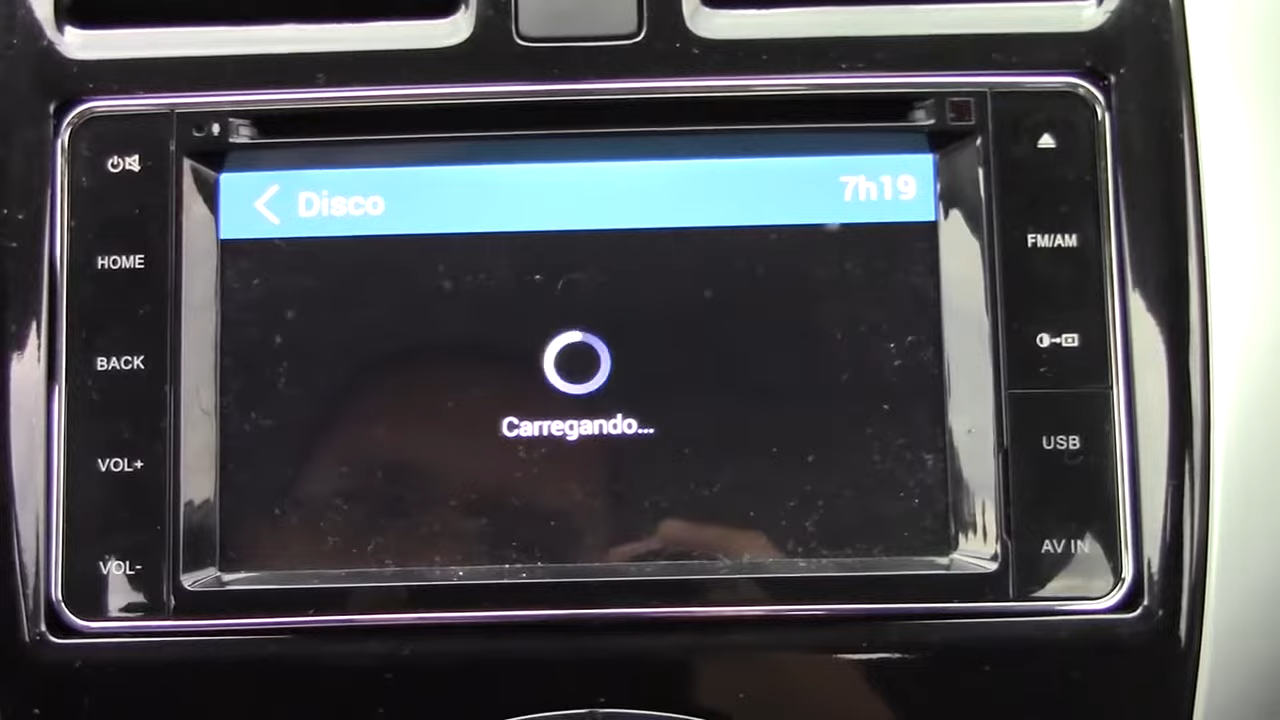 Disco
7h19
Carregando...
HOME
BACK
VOL+
VOL-
FM/AM
USB
AV IN